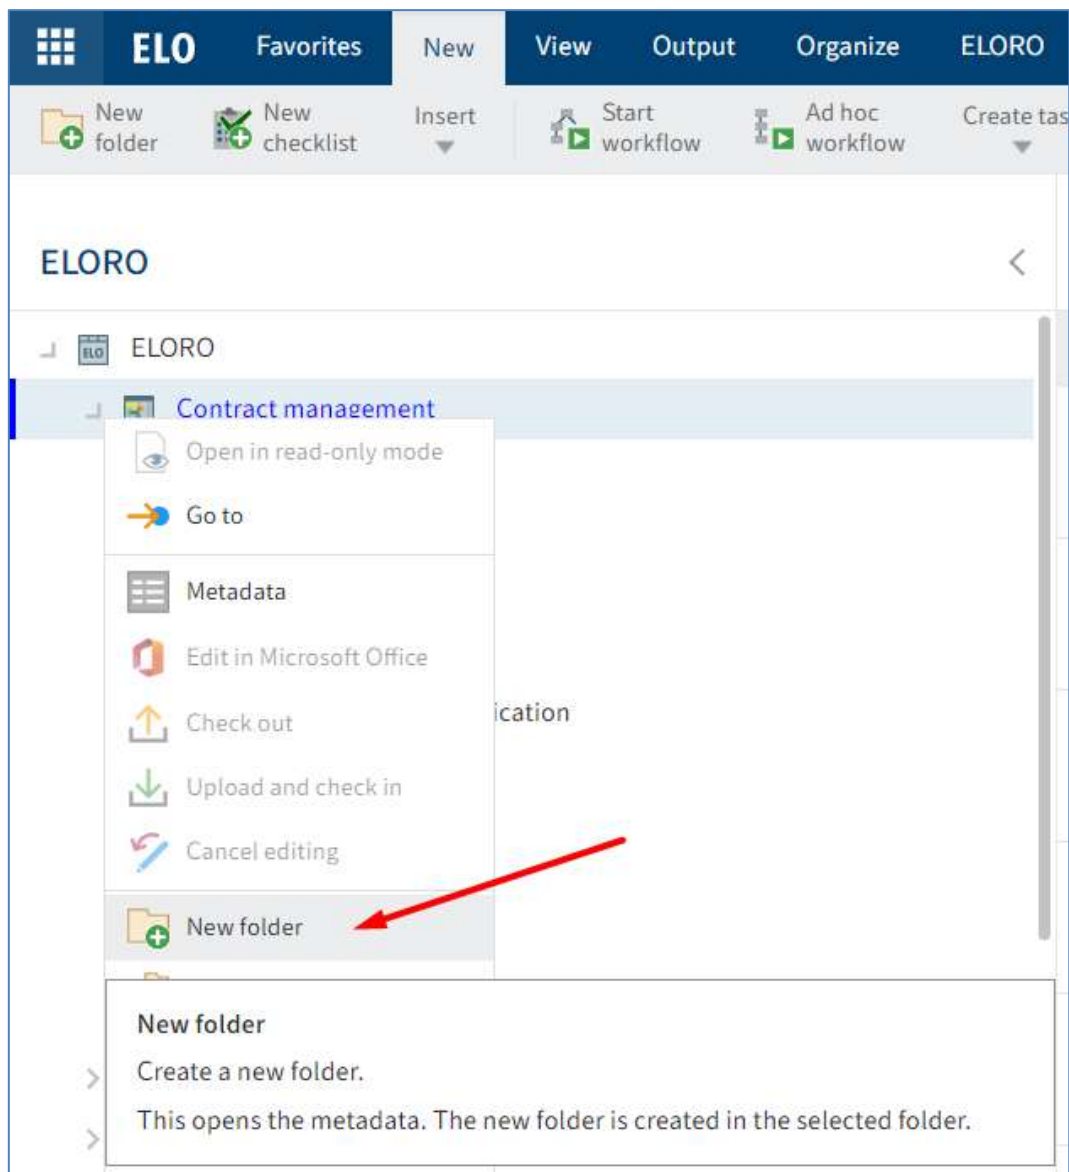 ELO Favorites New View Output Organize ELORO
New folder
New checklist
Insert
Start workflow
Ad hoc workflow
Create tas
ELORO
ELO ELORO
Contract management
Open in read-only mode
Go to
Metadata
Edit in Microsoft Office
ication
Check out
Upload and check in
Cancel editing
New folder
New folder
Create a new folder.
This opens the metadata. The new folder is created in the selected folder.